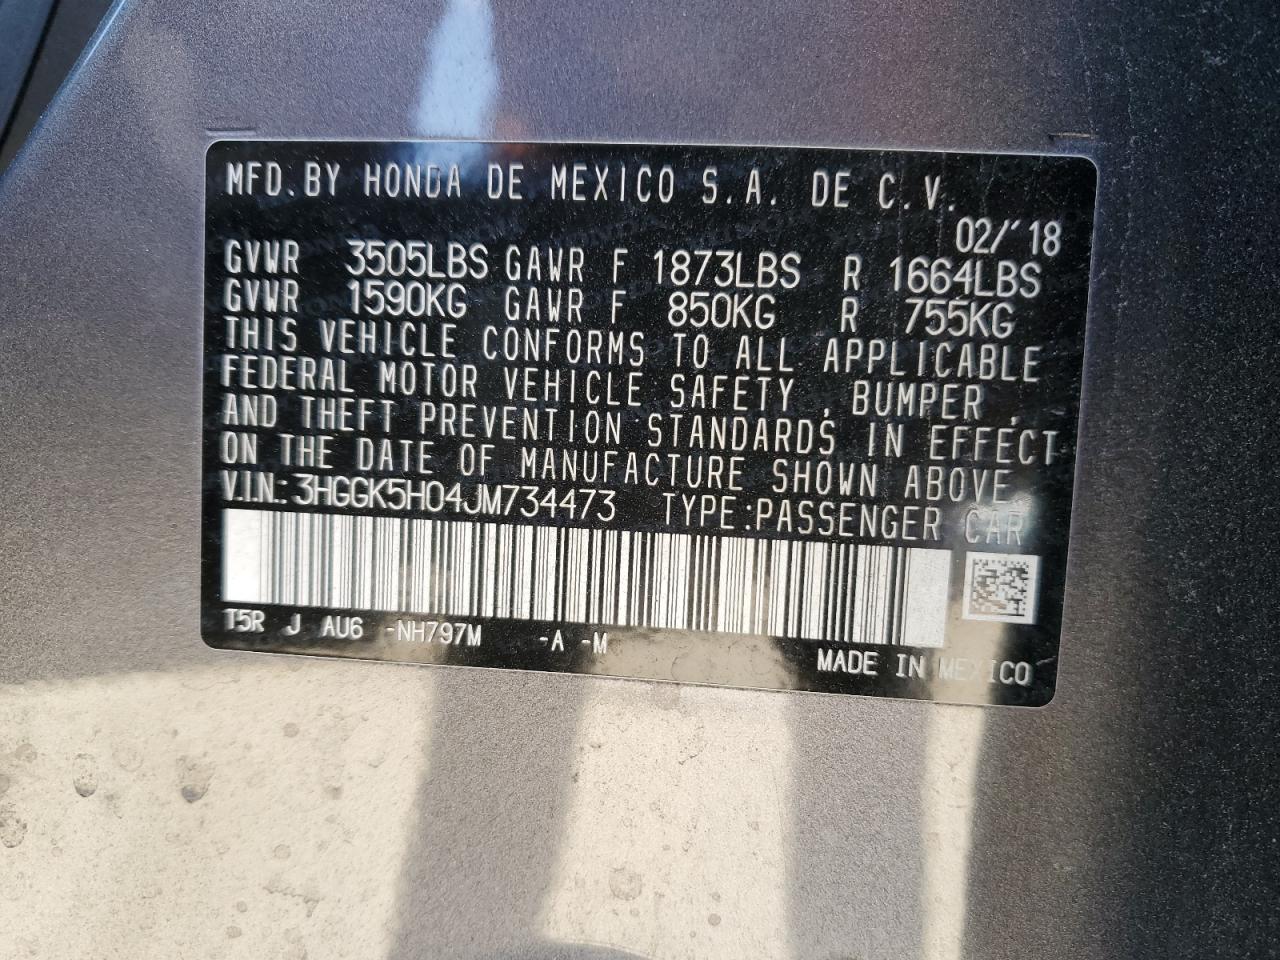 MFD. BY HONDA DE MEXICO S.A. DE C.V.
02/'18
GVWR 3505LBS GAWR F 1873LBS R 1664LBS
GVWR 1590KG GAWR F 850KG R 755KG
THIS VEHICLE CONFORMS TO ALL APPLICABLE
FEDERAL MOTOR VEHICLE SAFETY , BUMPER ,
AND THEFT PREVENTION STANDARDS IN EFFECT
ON THE DATE OF MANUFACTURE SHOWN ABOVE.
V.I.N.: 3HGGK5H04JM734473 TYPE:PASSENGER CAR
T5R J AU6 -NH797M -A -M
MADE IN MEXICO